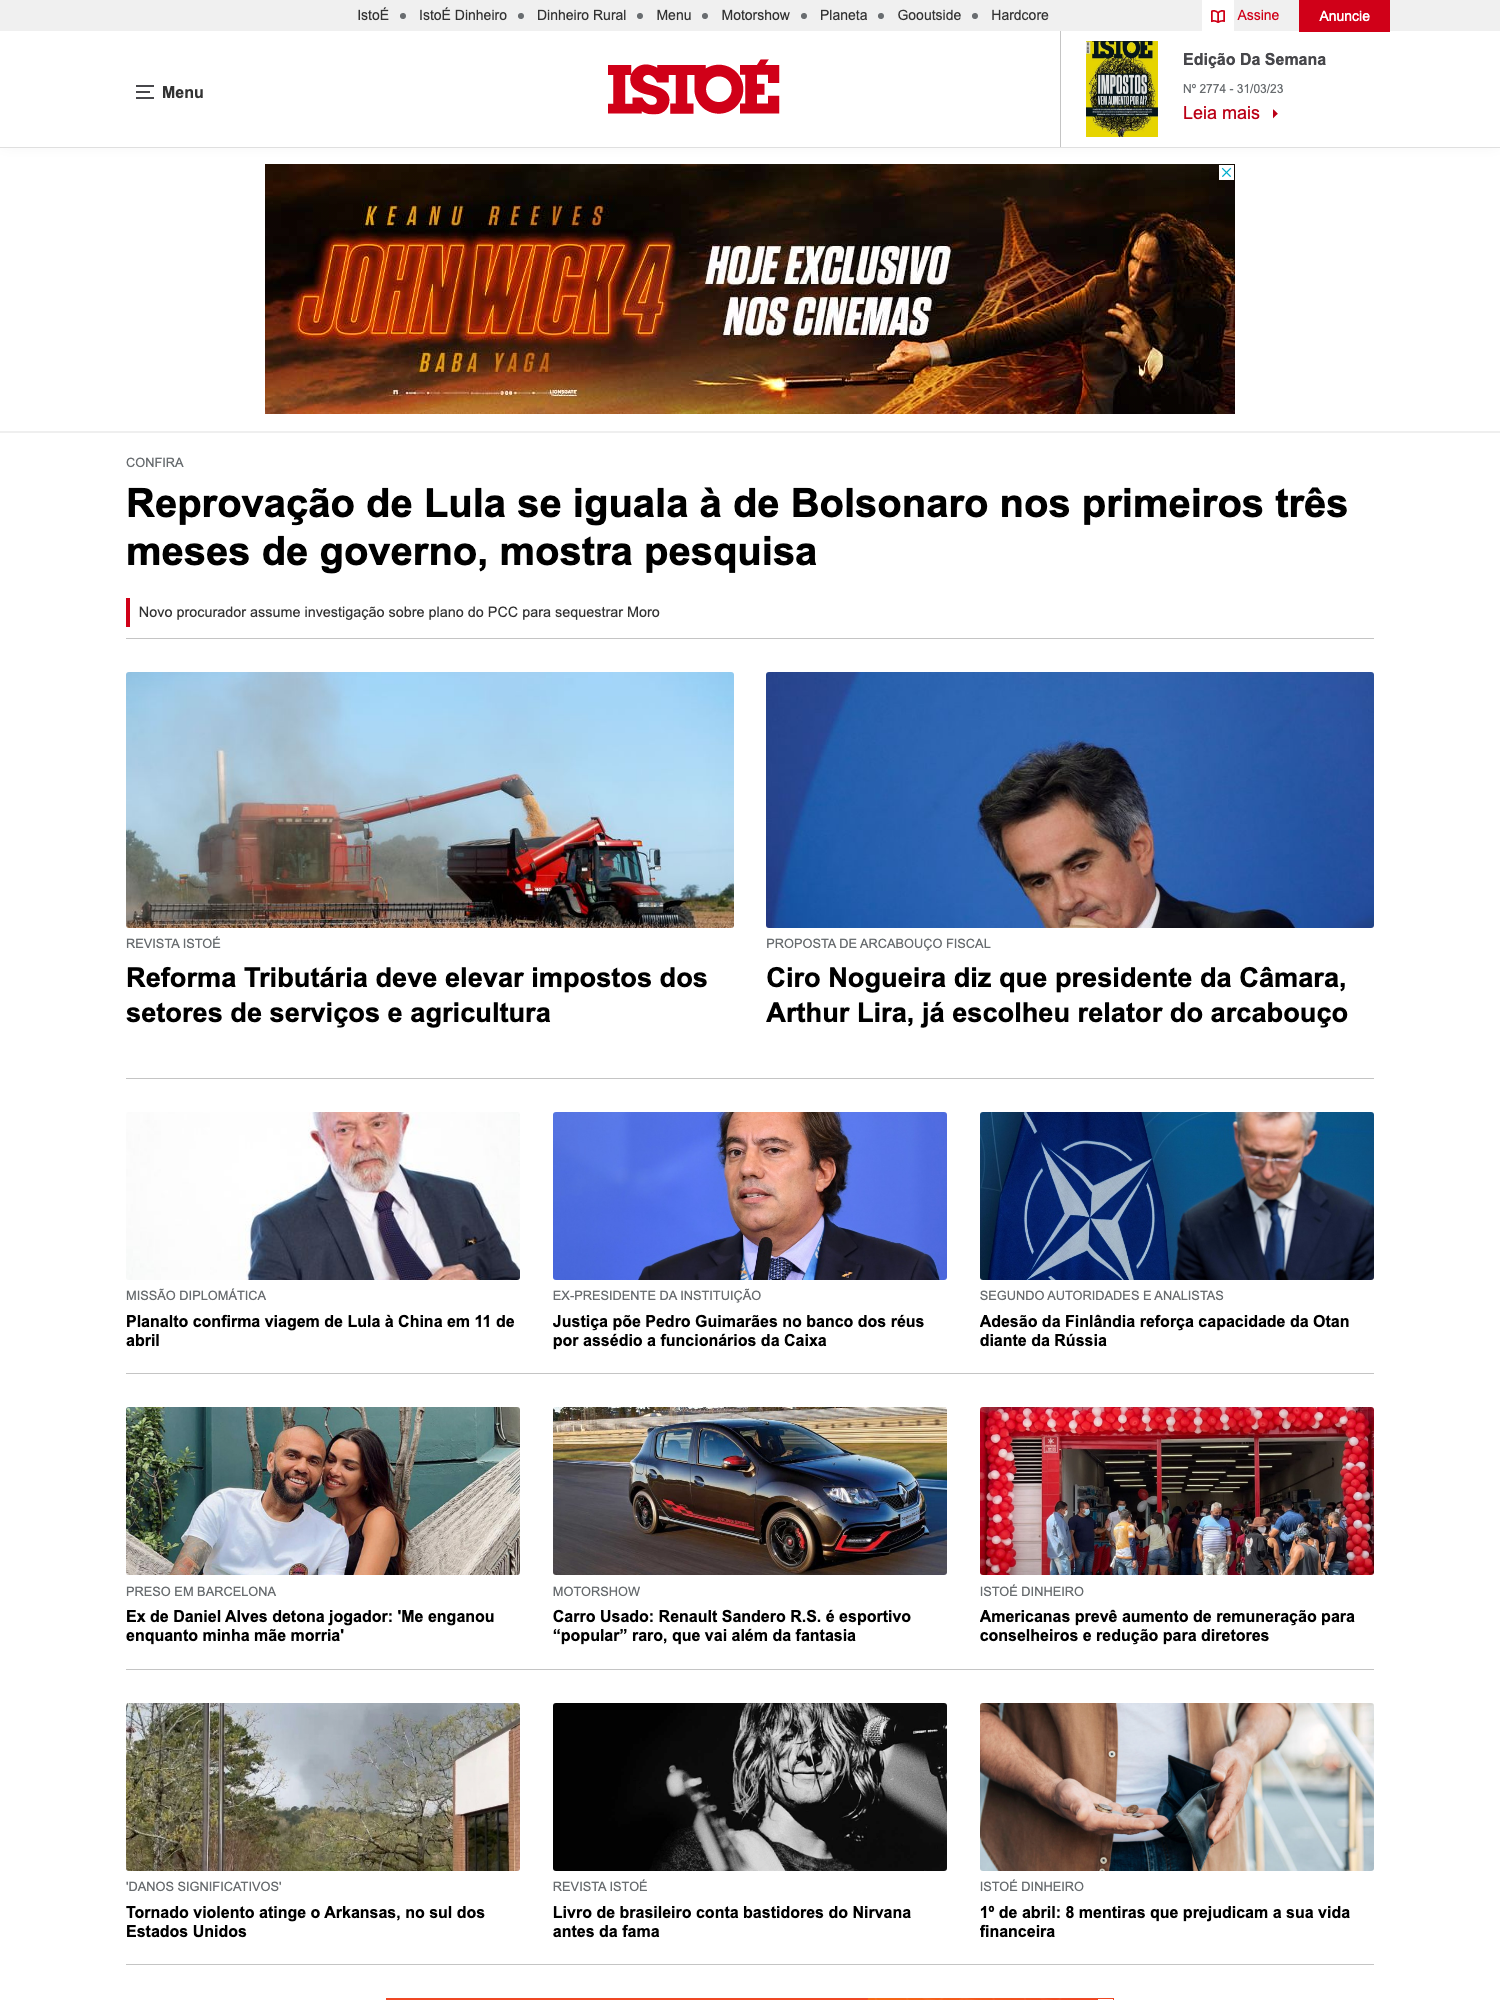 IstoÉ • IstoÉ Dinheiro • Dinheiro Rural • Menu • Motorshow • Planeta • Gooutside • Hardcore
Assine
Anuncie
Menu
ISTOÉ
ISTOÉ
IMPOSTOS
VEM AUMENTO POR AÍ?
Edição Da Semana
Nº 2774 - 31/03/23
Leia mais
KEANU REEVES
JOHN WICK 4
BABA YAGA
HOJE EXCLUSIVO
NOS CINEMAS
LIONSGATE
CONFIRA
Reprovação de Lula se iguala à de Bolsonaro nos primeiros três
meses de governo, mostra pesquisa
Novo procurador assume investigação sobre plano do PCC para sequestrar Moro
REVISTA ISTOÉ
Reforma Tributária deve elevar impostos dos
setores de serviços e agricultura
PROPOSTA DE ARCABOUÇO FISCAL
Ciro Nogueira diz que presidente da Câmara,
Arthur Lira, já escolheu relator do arcabouço
MISSÃO DIPLOMÁTICA
Planalto confirma viagem de Lula à China em 11 de
abril
EX-PRESIDENTE DA INSTITUIÇÃO
Justiça põe Pedro Guimarães no banco dos réus
por assédio a funcionários da Caixa
SEGUNDO AUTORIDADES E ANALISTAS
Adesão da Finlândia reforça capacidade da Otan
diante da Rússia
PRESO EM BARCELONA
Ex de Daniel Alves detona jogador: 'Me enganou
enquanto minha mãe morria'
MOTORSHOW
Carro Usado: Renault Sandero R.S. é esportivo
“popular” raro, que vai além da fantasia
ISTOÉ DINHEIRO
Americanas prevê aumento de remuneração para
conselheiros e redução para diretores
'DANOS SIGNIFICATIVOS'
Tornado violento atinge o Arkansas, no sul dos
Estados Unidos
REVISTA ISTOÉ
Livro de brasileiro conta bastidores do Nirvana
antes da fama
ISTOÉ DINHEIRO
1º de abril: 8 mentiras que prejudicam a sua vida
financeira